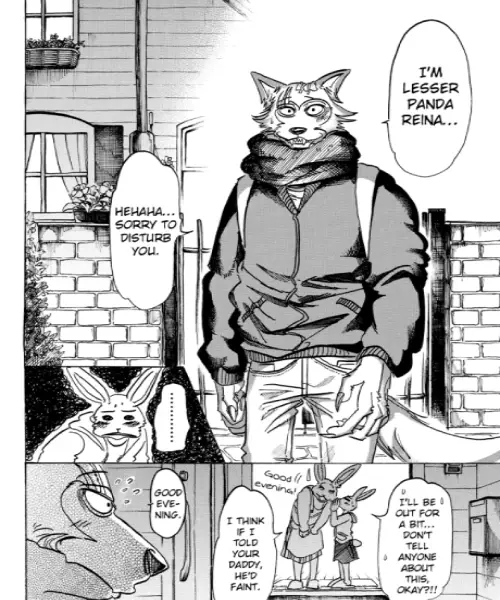 I'M
LESSER
PANDA
REINA...
HEHAHA...
SORRY TO
DISTURB
YOU.
.........
I'LL BE
OUT FOR
A BIT...
DON'T
TELL
ANYONE
ABOUT
THIS,
OKAY?!!
Good
evening!
I THINK
IF I
TOLD
YOUR
DADDY,
HE'D
FAINT.
GOOD
EVE-
NING.